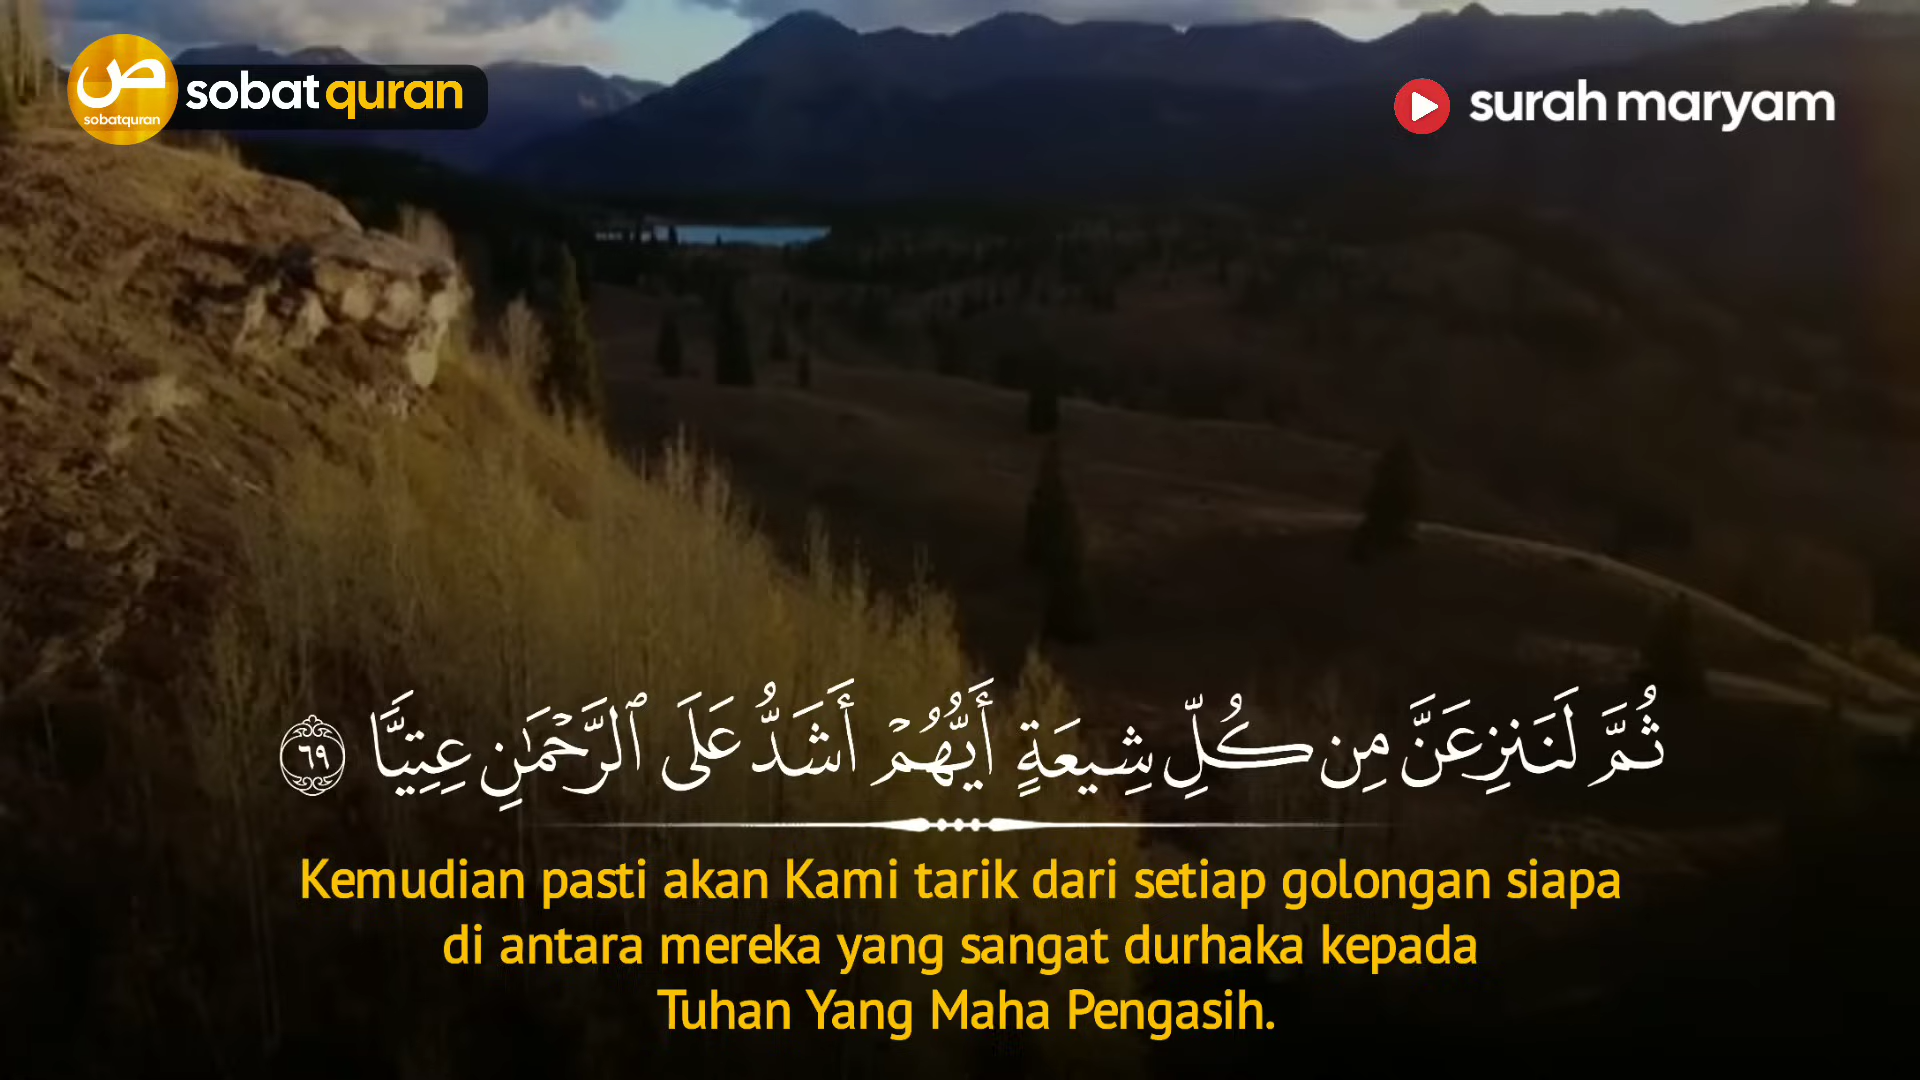 ص
sobatquran
sobat quran
surah maryam
ثُمَّ لَنَنزِعَنَّ مِن كُلِّ شِيعَةٍ أَيُّهُمْ أَشَدُّ عَلَى ٱلرَّحْمَٰنِ عِتِيًّا ٦٩
Kemudian pasti akan Kami tarik dari setiap golongan siapa
di antara mereka yang sangat durhaka kepada
Tuhan Yang Maha Pengasih.